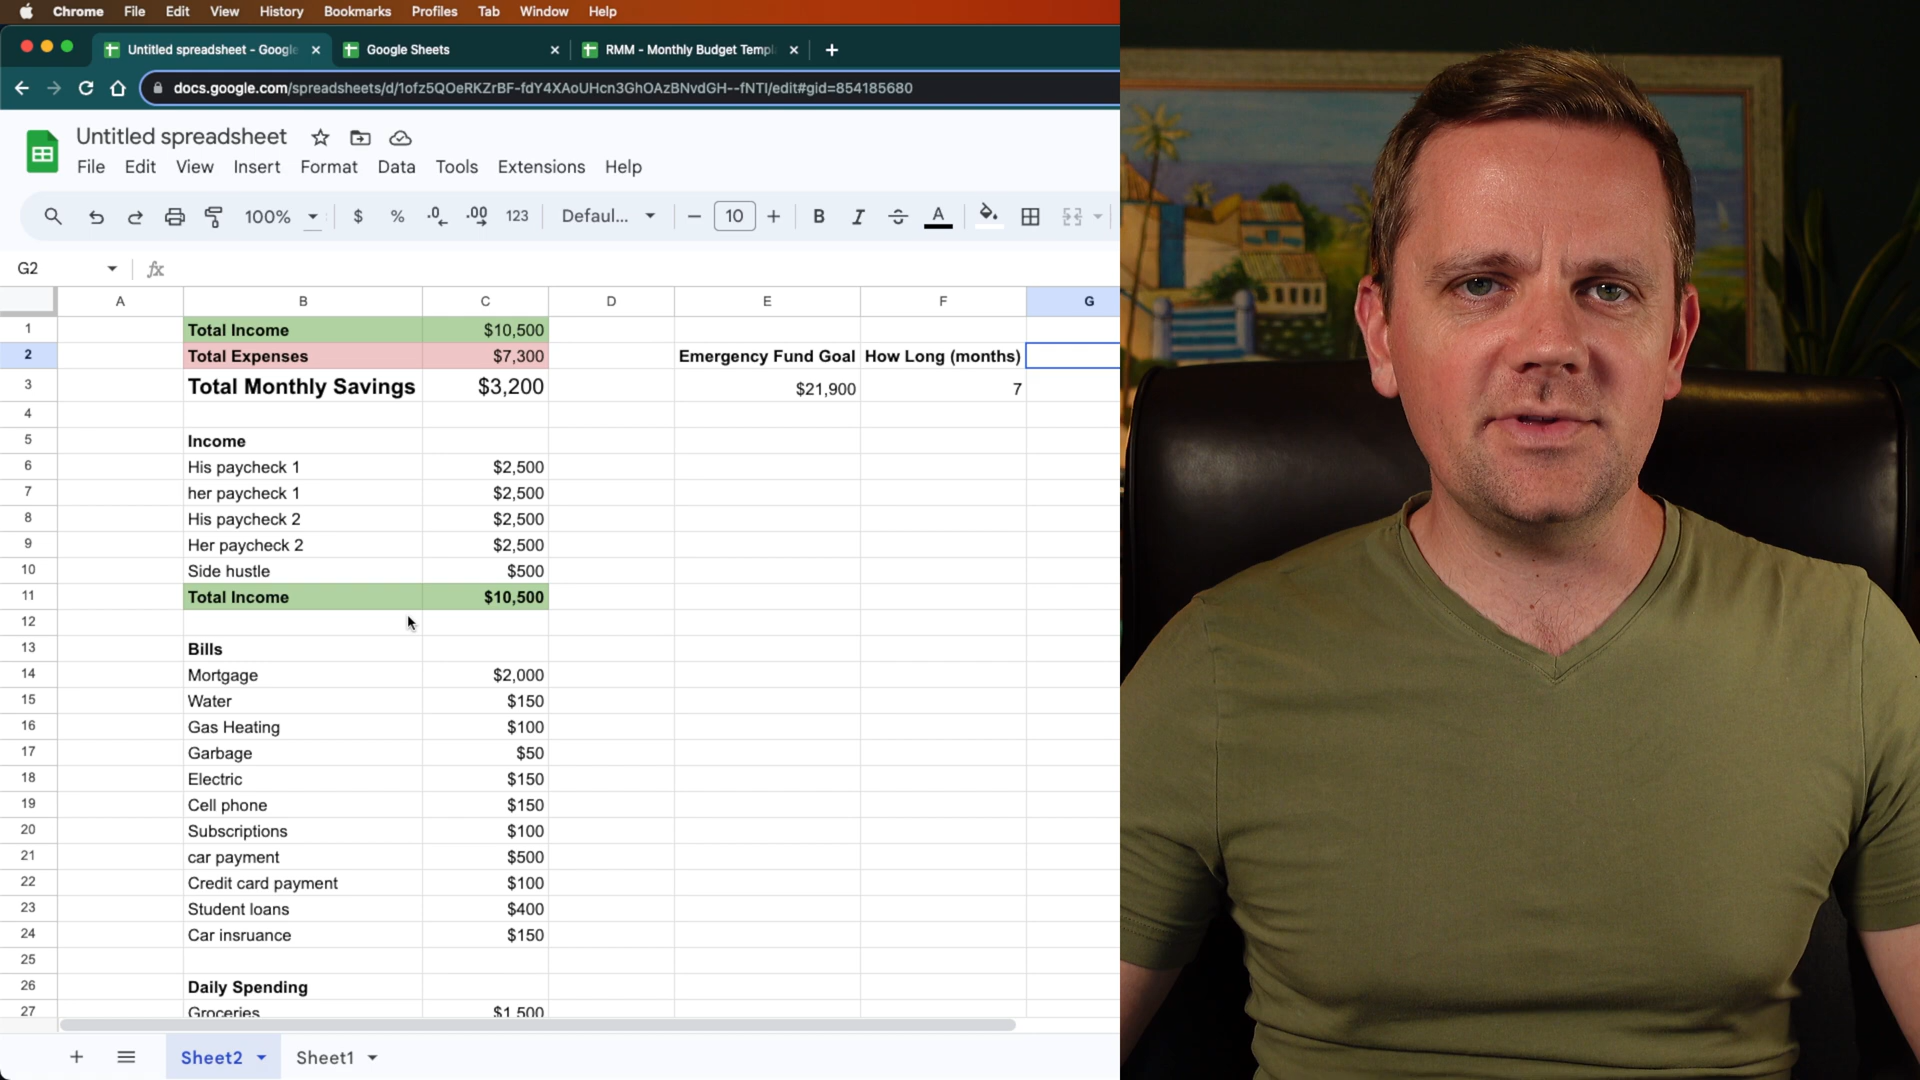 Chrome File Edit View History Bookmarks Profiles Tab Window Help
Untitled spreadsheet - Google
Google Sheets
RMM - Monthly Budget Templ
docs.google.com/spreadsheets/d/1ofz5QOeRKZrBF-fdY4XAoUHcn3GhOAzBNvdGH--fNTI/edit#gid=854185680
Untitled spreadsheet
File Edit View Insert Format Data Tools Extensions Help
100% $ % .0 .00 123 Defaul... 10 B I A
G2 fx
A B C D E F G
1 Total Income $10,500
2 Total Expenses $7,300 Emergency Fund Goal How Long (months)
3 Total Monthly Savings $3,200 $21,900 7
4
5 Income
6 His paycheck 1 $2,500
7 her paycheck 1 $2,500
8 His paycheck 2 $2,500
9 Her paycheck 2 $2,500
10 Side hustle $500
11 Total Income $10,500
12
13 Bills
14 Mortgage $2,000
15 Water $150
16 Gas Heating $100
17 Garbage $50
18 Electric $150
19 Cell phone $150
20 Subscriptions $100
21 car payment $500
22 Credit card payment $100
23 Student loans $400
24 Car insruance $150
25
26 Daily Spending
27 Groceries $1,500
Sheet2 Sheet1